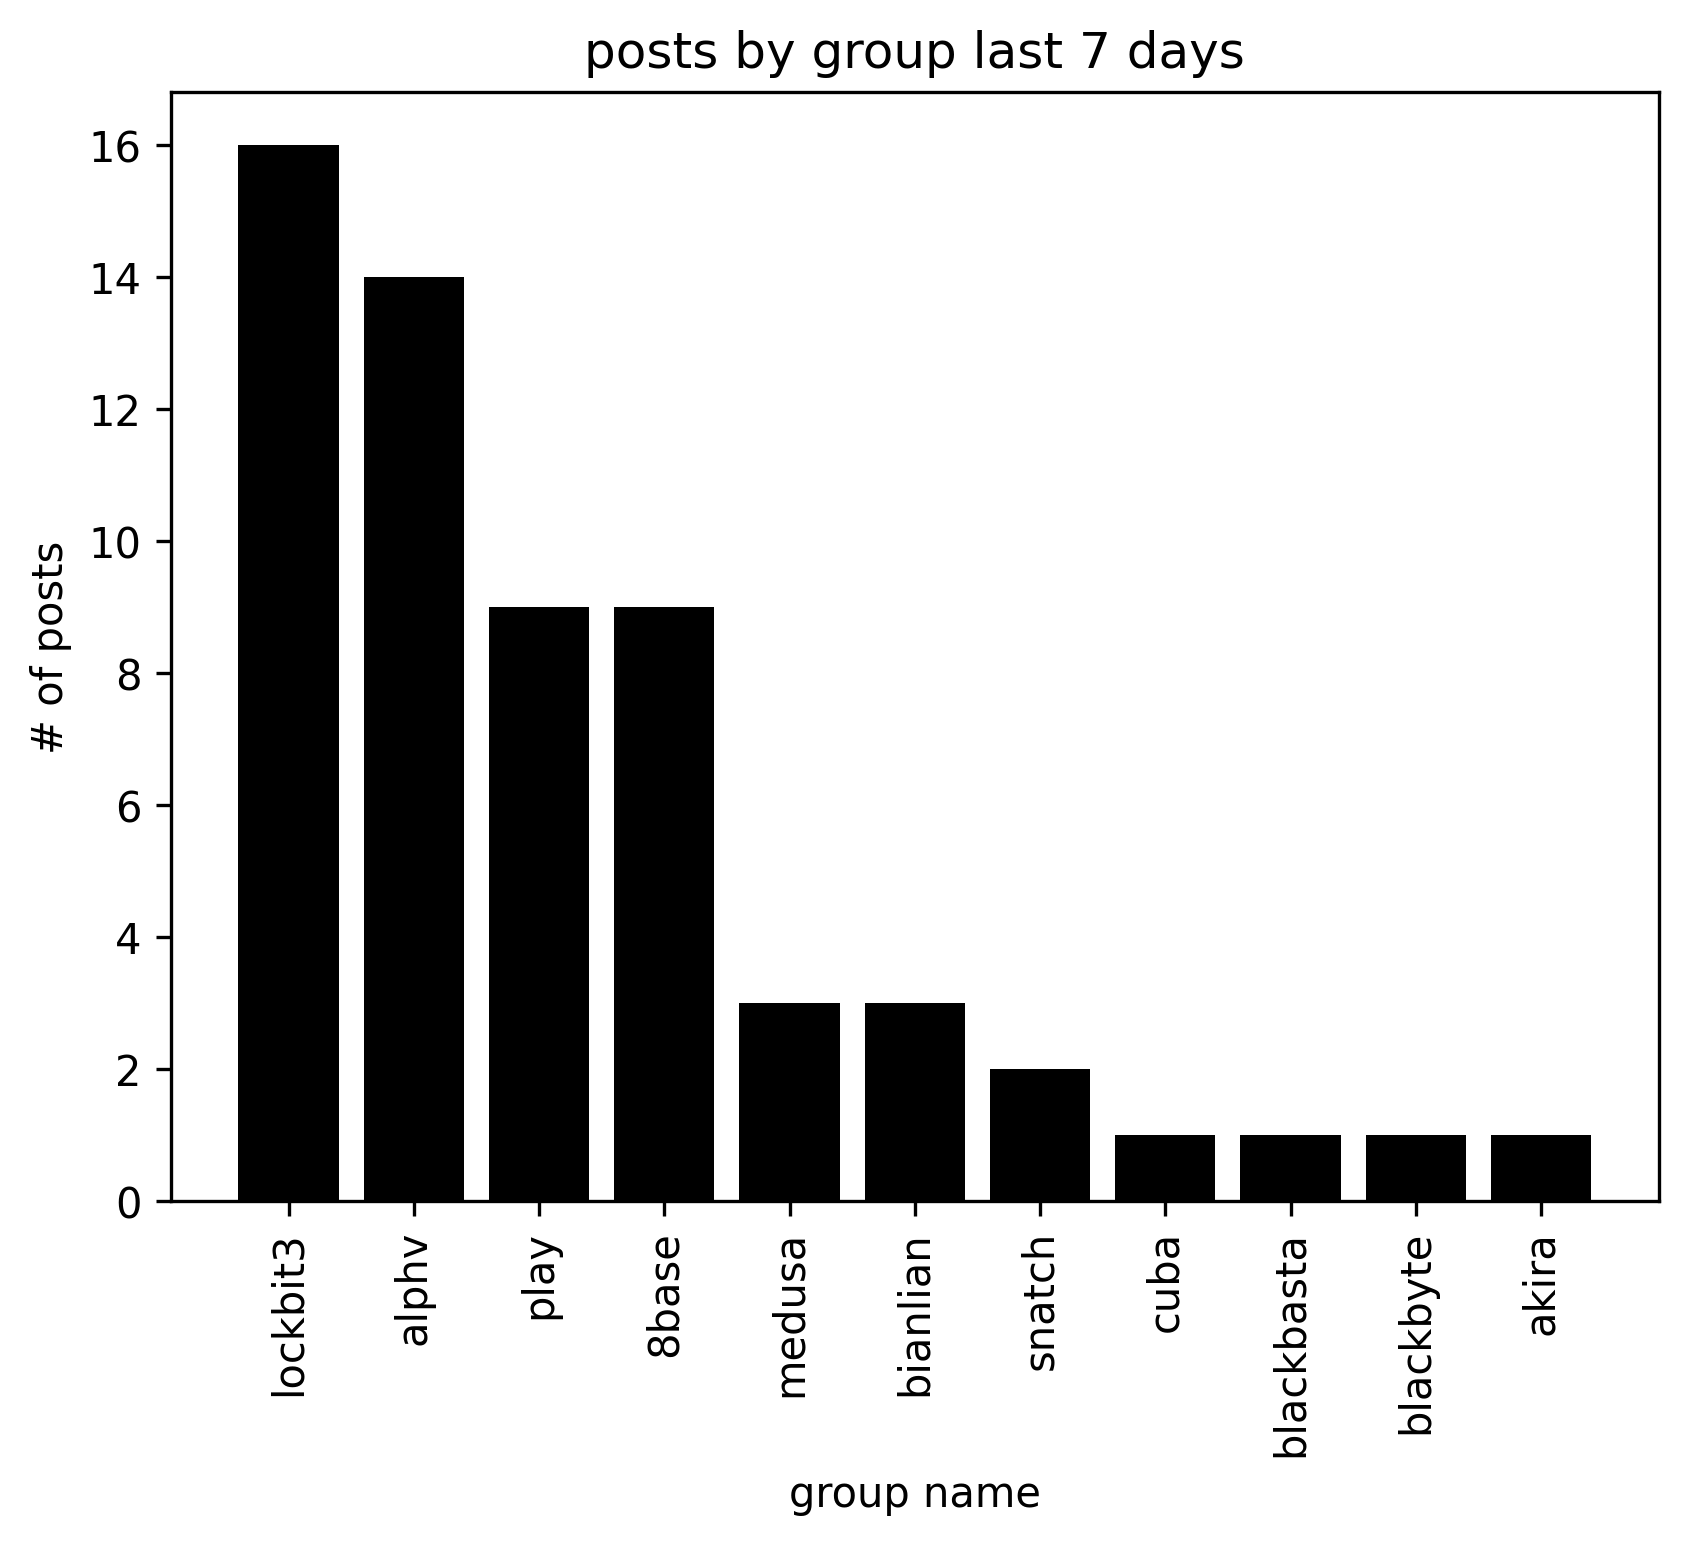 posts by group last 7 days
# of posts
16
14
12
10
8
6
4
2
0
lockbit3
alphv
play
8base
medusa
bianlian
snatch
cuba
blackbasta
blackbyte
akira
group name